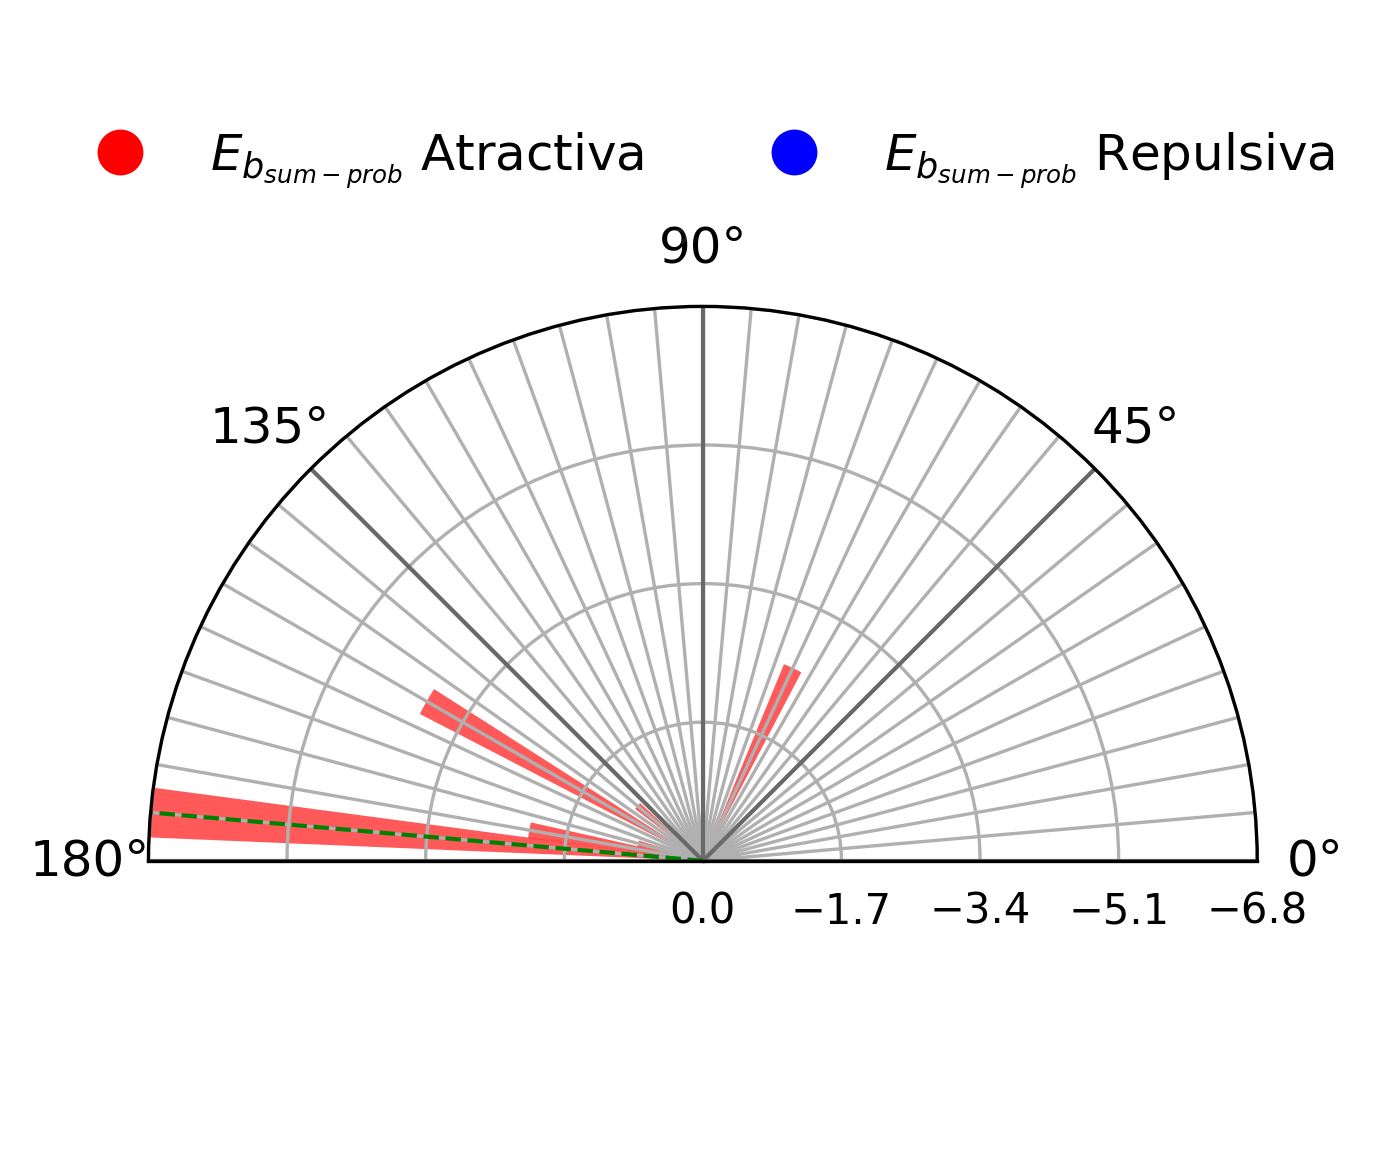 E_{b_{sum−prob}} Atractiva E_{b_{sum−prob}} Repulsiva
90°
135° 45°
180° 0°
0.0 −1.7 −3.4 −5.1 −6.8